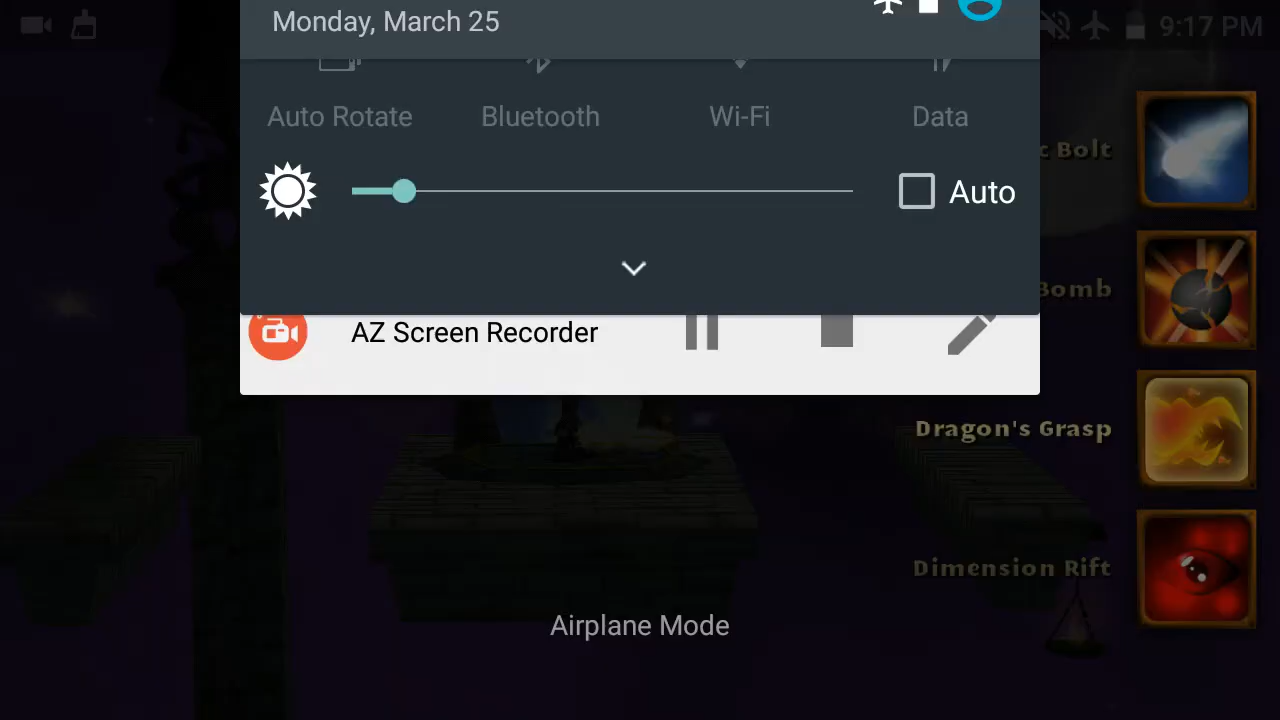 Monday, March 25
9:17 PM
Auto Rotate
Bluetooth
Wi-Fi
Data
Auto
c Bolt
Bomb
AZ Screen Recorder
Dragon's Grasp
Dimension Rift
Airplane Mode